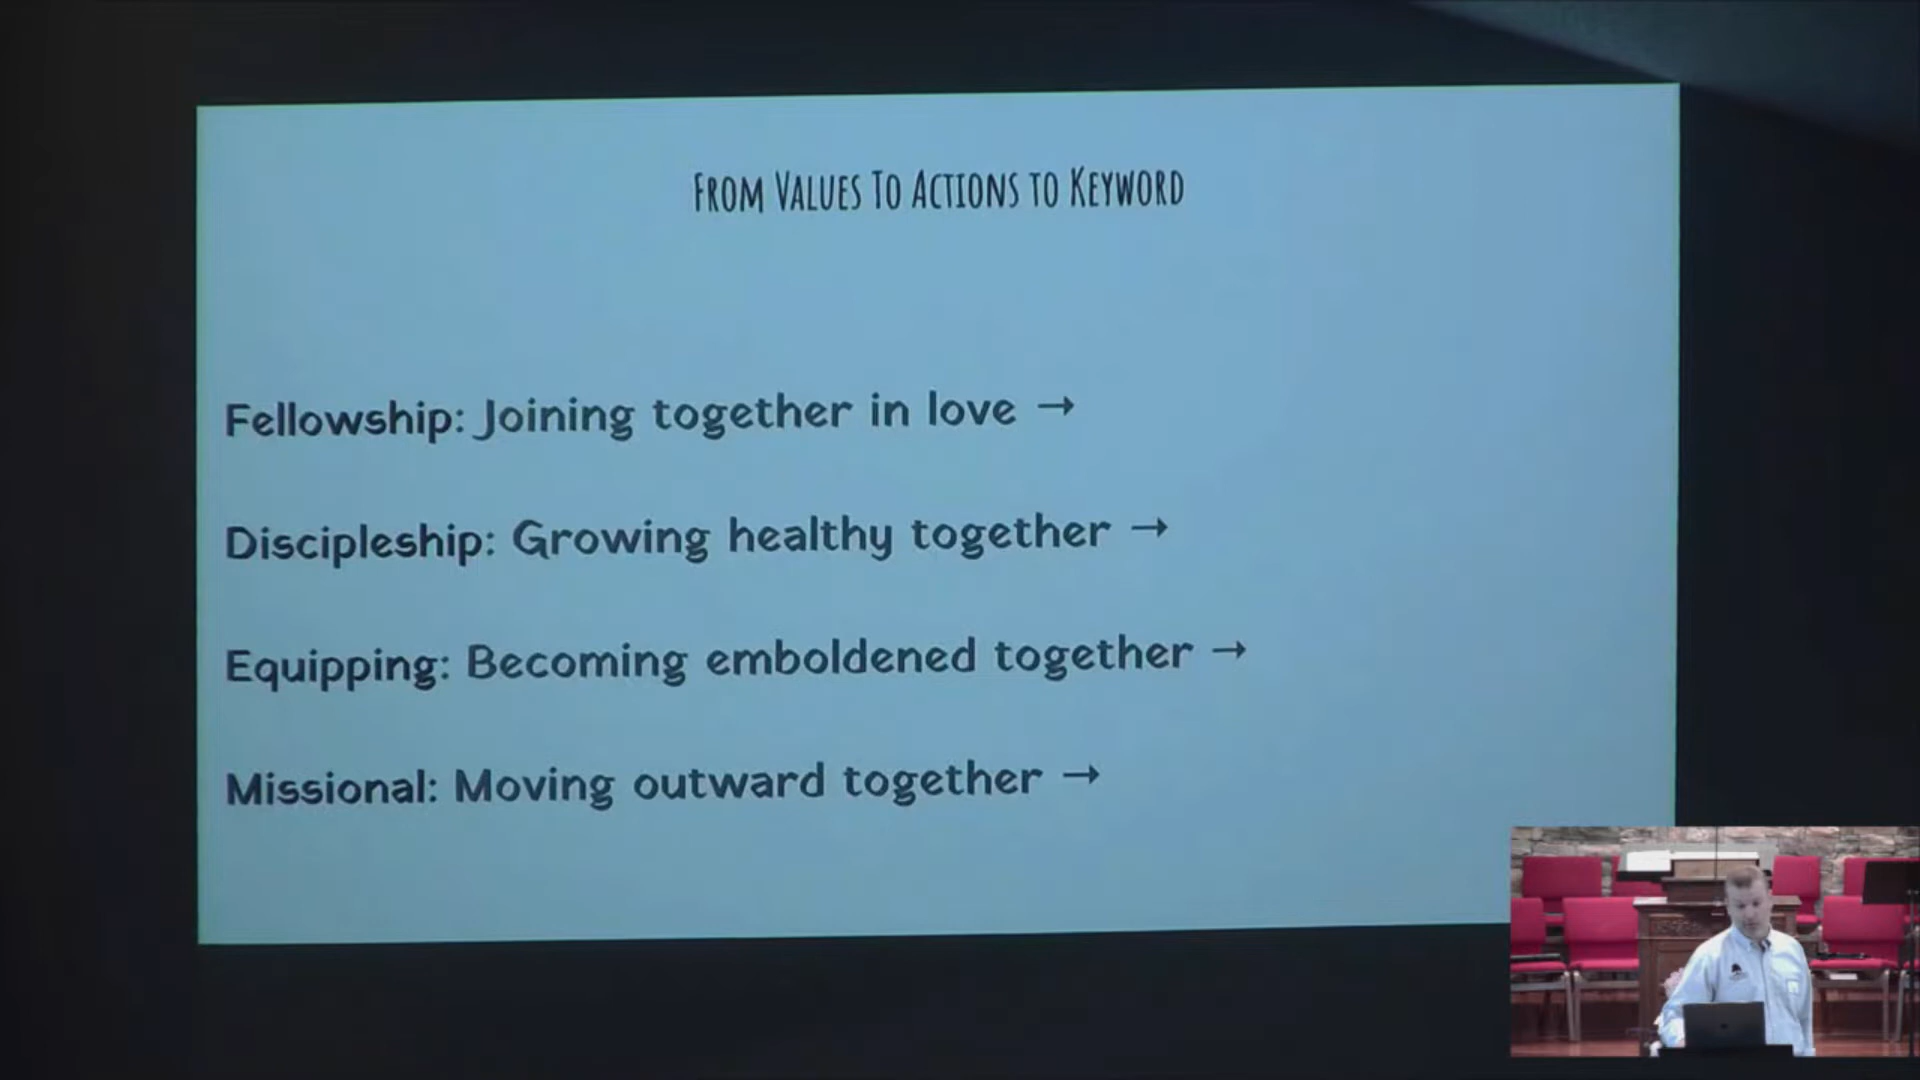 From Values To Actions to Keyword
Fellowship: Joining together in love →
Discipleship: Growing healthy together →
Equipping: Becoming emboldened together →
Missional: Moving outward together →